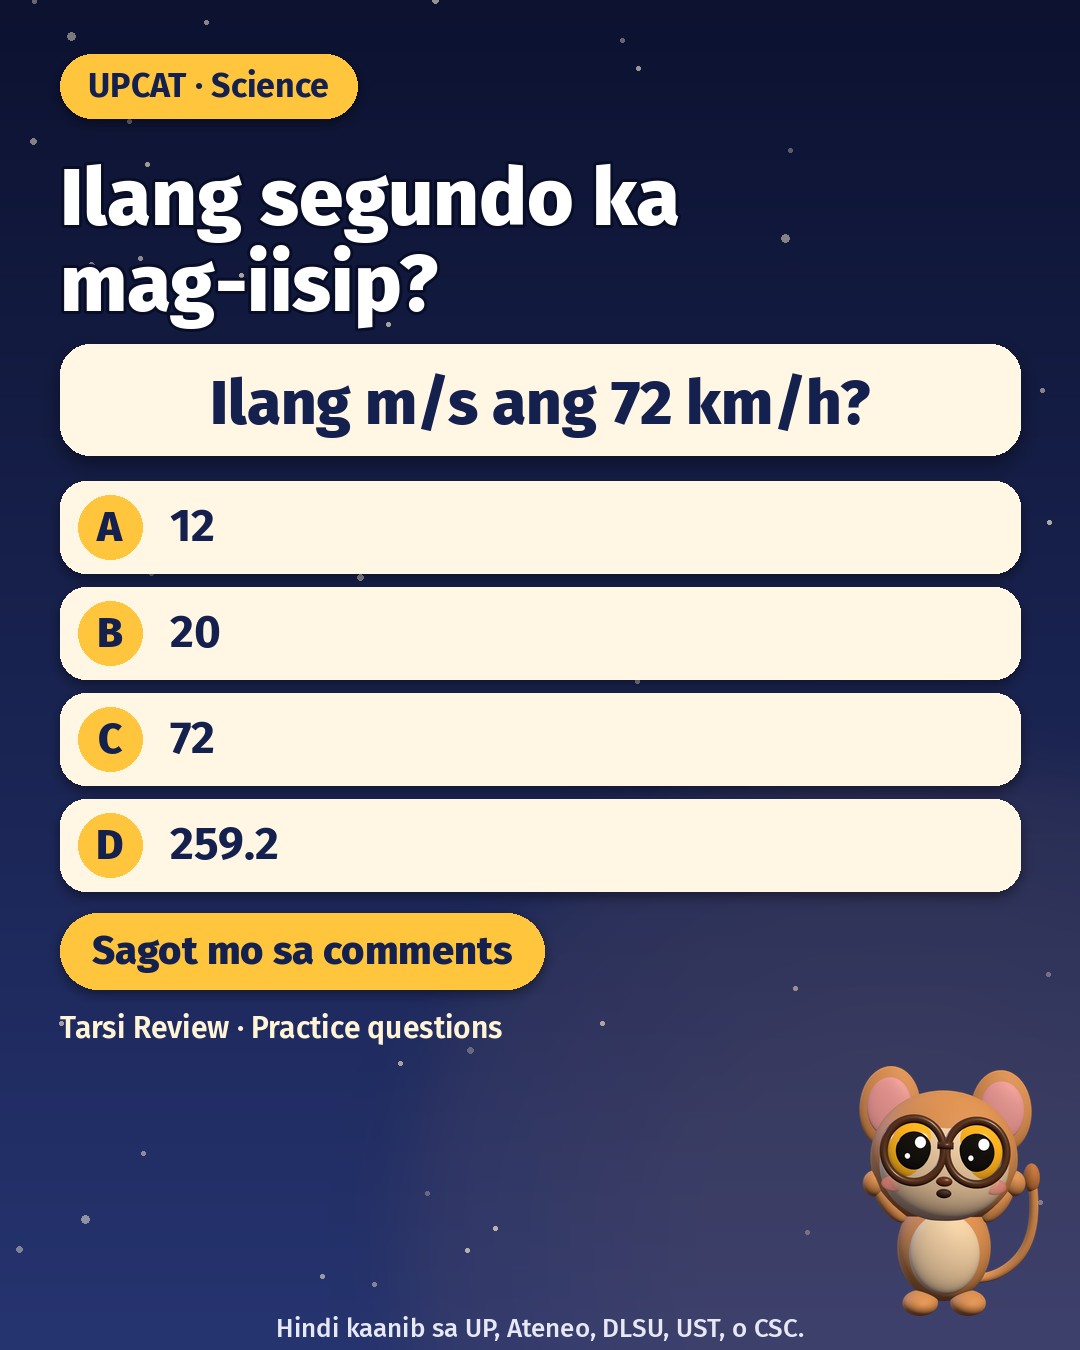 UPCAT · Science
Ilang segundo ka
mag-iisip?
Ilang m/s ang 72 km/h?
A 12
B 20
C 72
D 259.2
Sagot mo sa comments
Tarsi Review · Practice questions
Hindi kaanib sa UP, Ateneo, DLSU, UST, o CSC.